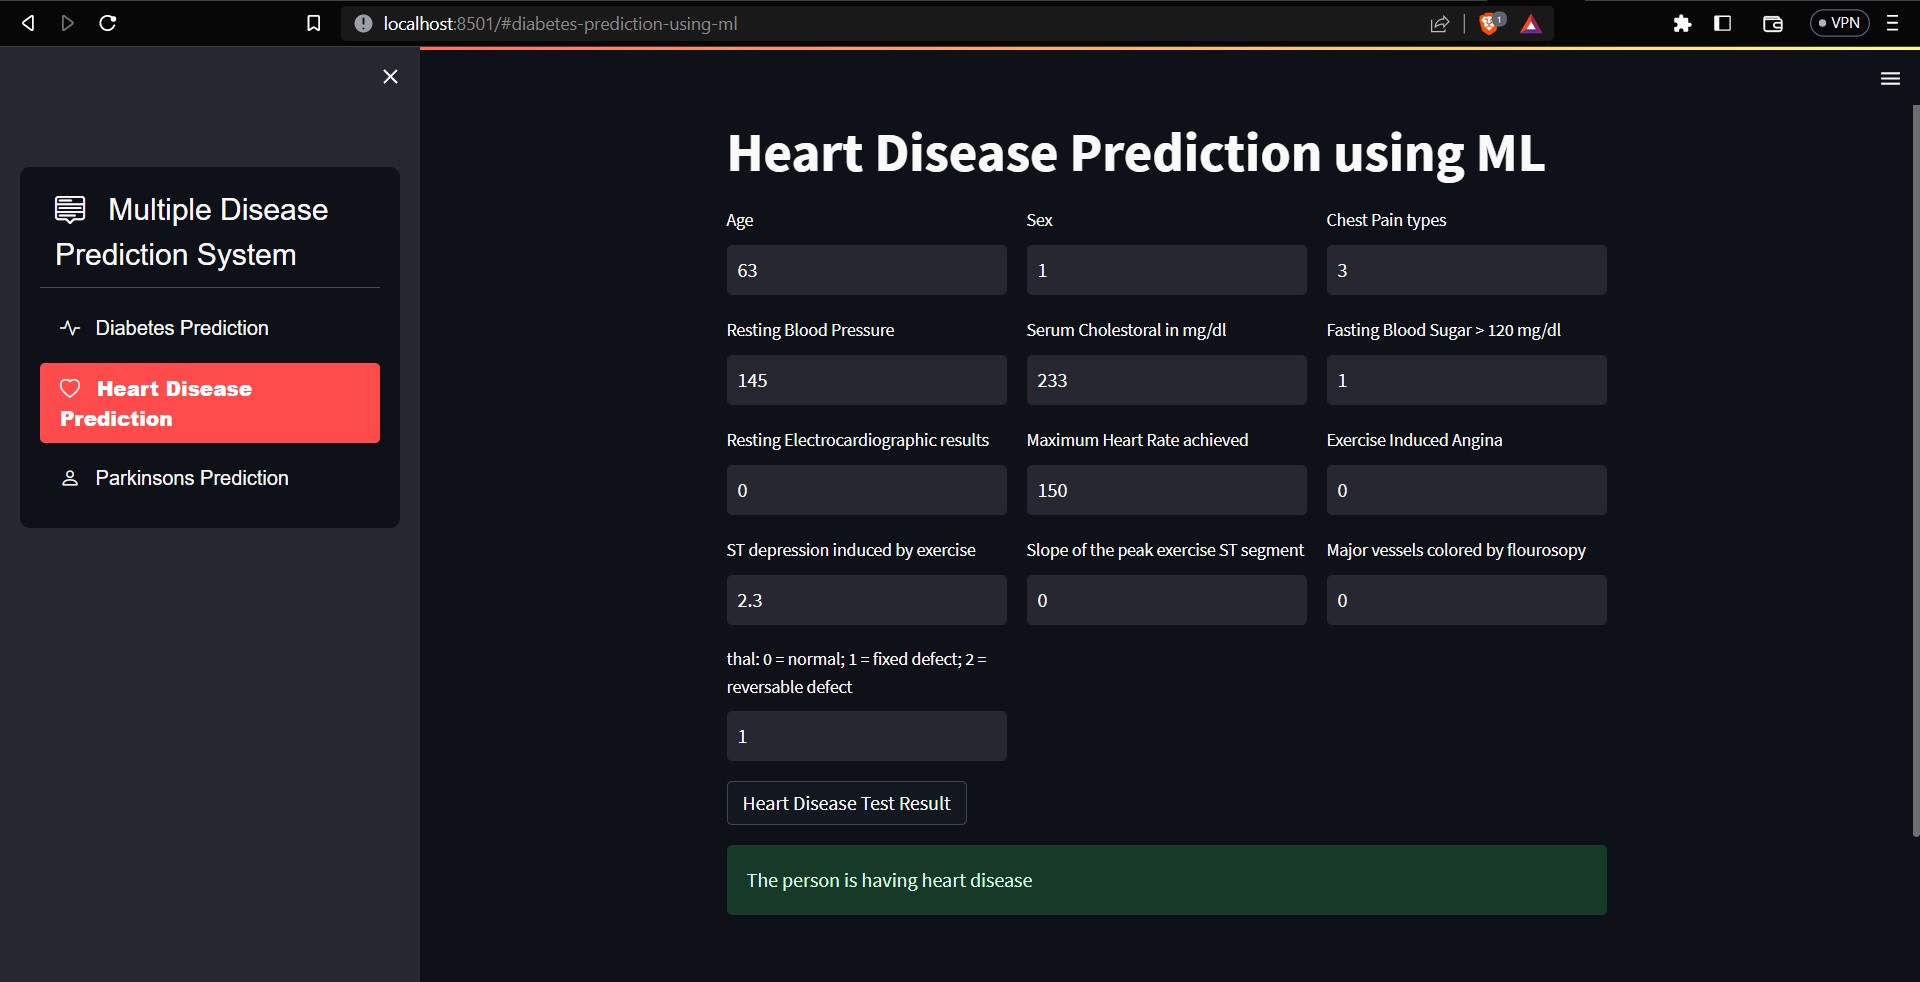 localhost:8501/#diabetes-prediction-using-ml
1
VPN
Multiple Disease
Prediction System
Diabetes Prediction
Heart Disease
Prediction
Parkinsons Prediction
Heart Disease Prediction using ML
Age
63
Sex
1
Chest Pain types
3
Resting Blood Pressure
145
Serum Cholestoral in mg/dl
233
Fasting Blood Sugar > 120 mg/dl
1
Resting Electrocardiographic results
0
Maximum Heart Rate achieved
150
Exercise Induced Angina
0
ST depression induced by exercise
2.3
Slope of the peak exercise ST segment
0
Major vessels colored by flourosopy
0
thal: 0 = normal; 1 = fixed defect; 2 =
reversable defect
1
Heart Disease Test Result
The person is having heart disease